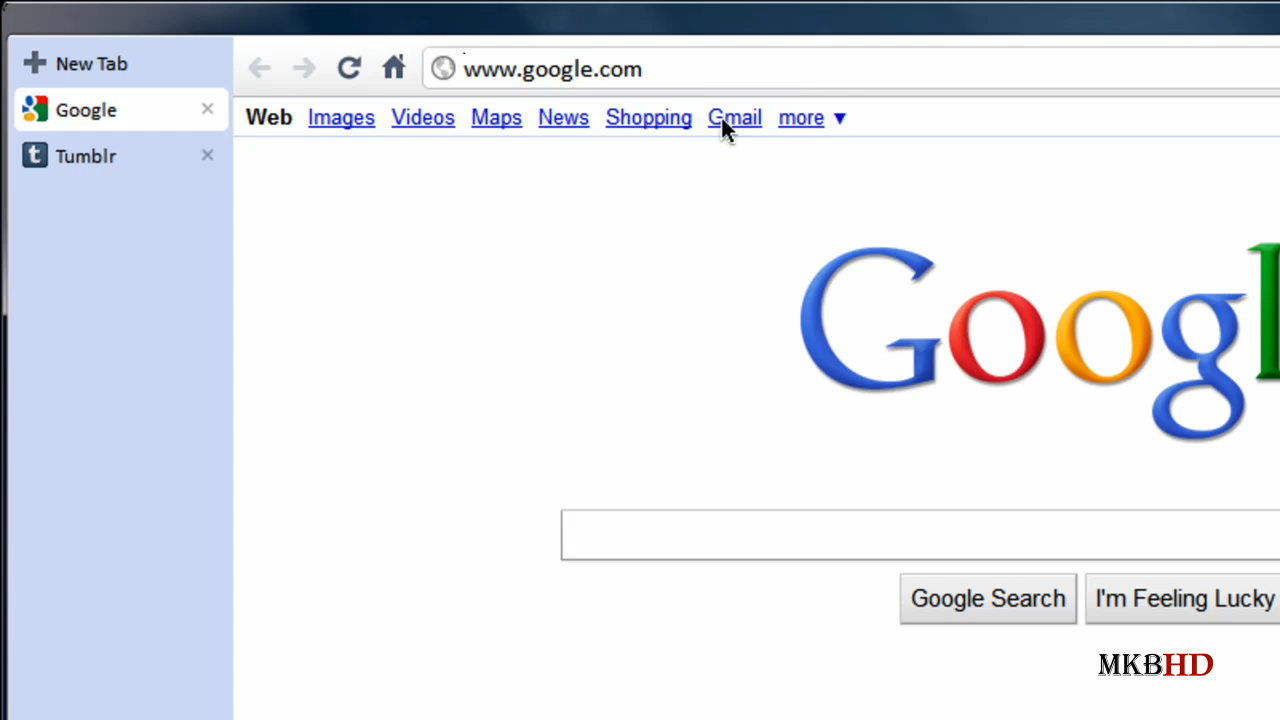 New Tab
www.google.com
Google
Web Images Videos Maps News Shopping Gmail more
Tumblr
Googl
Google Search I'm Feeling Lucky
MKBHD